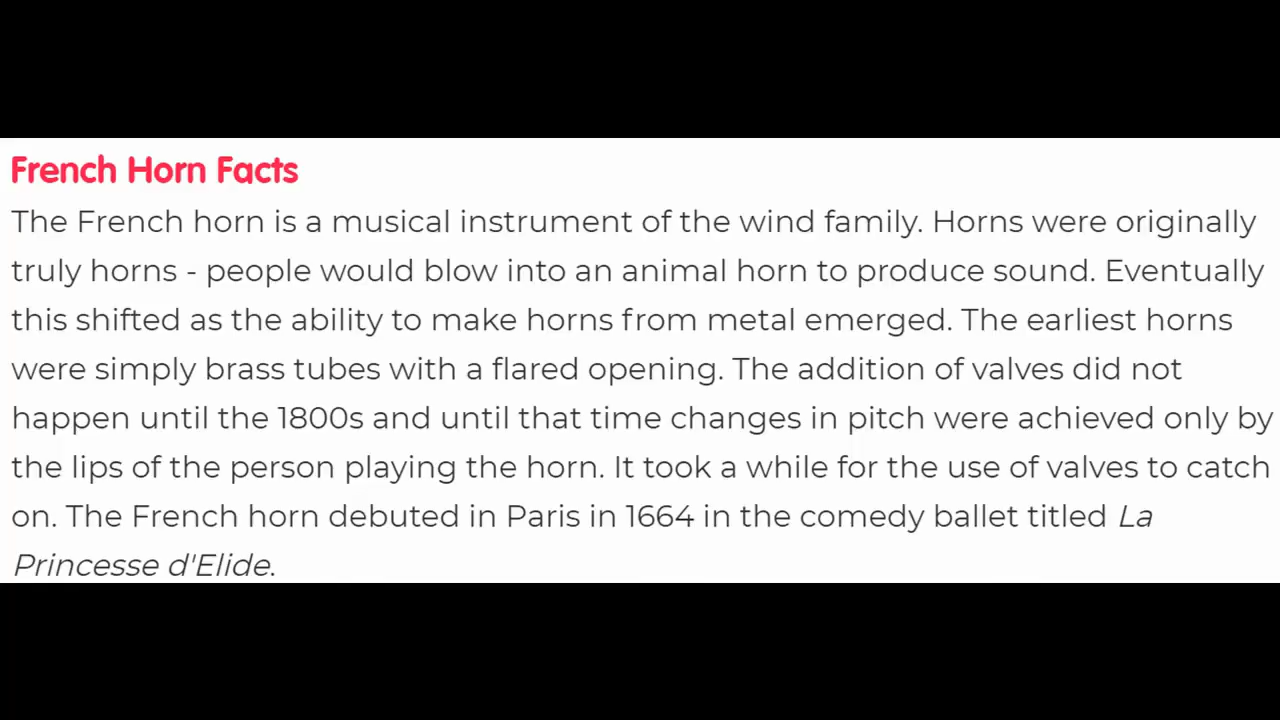 French Horn Facts
The French horn is a musical instrument of the wind family. Horns were originally
truly horns - people would blow into an animal horn to produce sound. Eventually
this shifted as the ability to make horns from metal emerged. The earliest horns
were simply brass tubes with a flared opening. The addition of valves did not
happen until the 1800s and until that time changes in pitch were achieved only by
the lips of the person playing the horn. It took a while for the use of valves to catch
on. The French horn debuted in Paris in 1664 in the comedy ballet titled La
Princesse d'Elide.